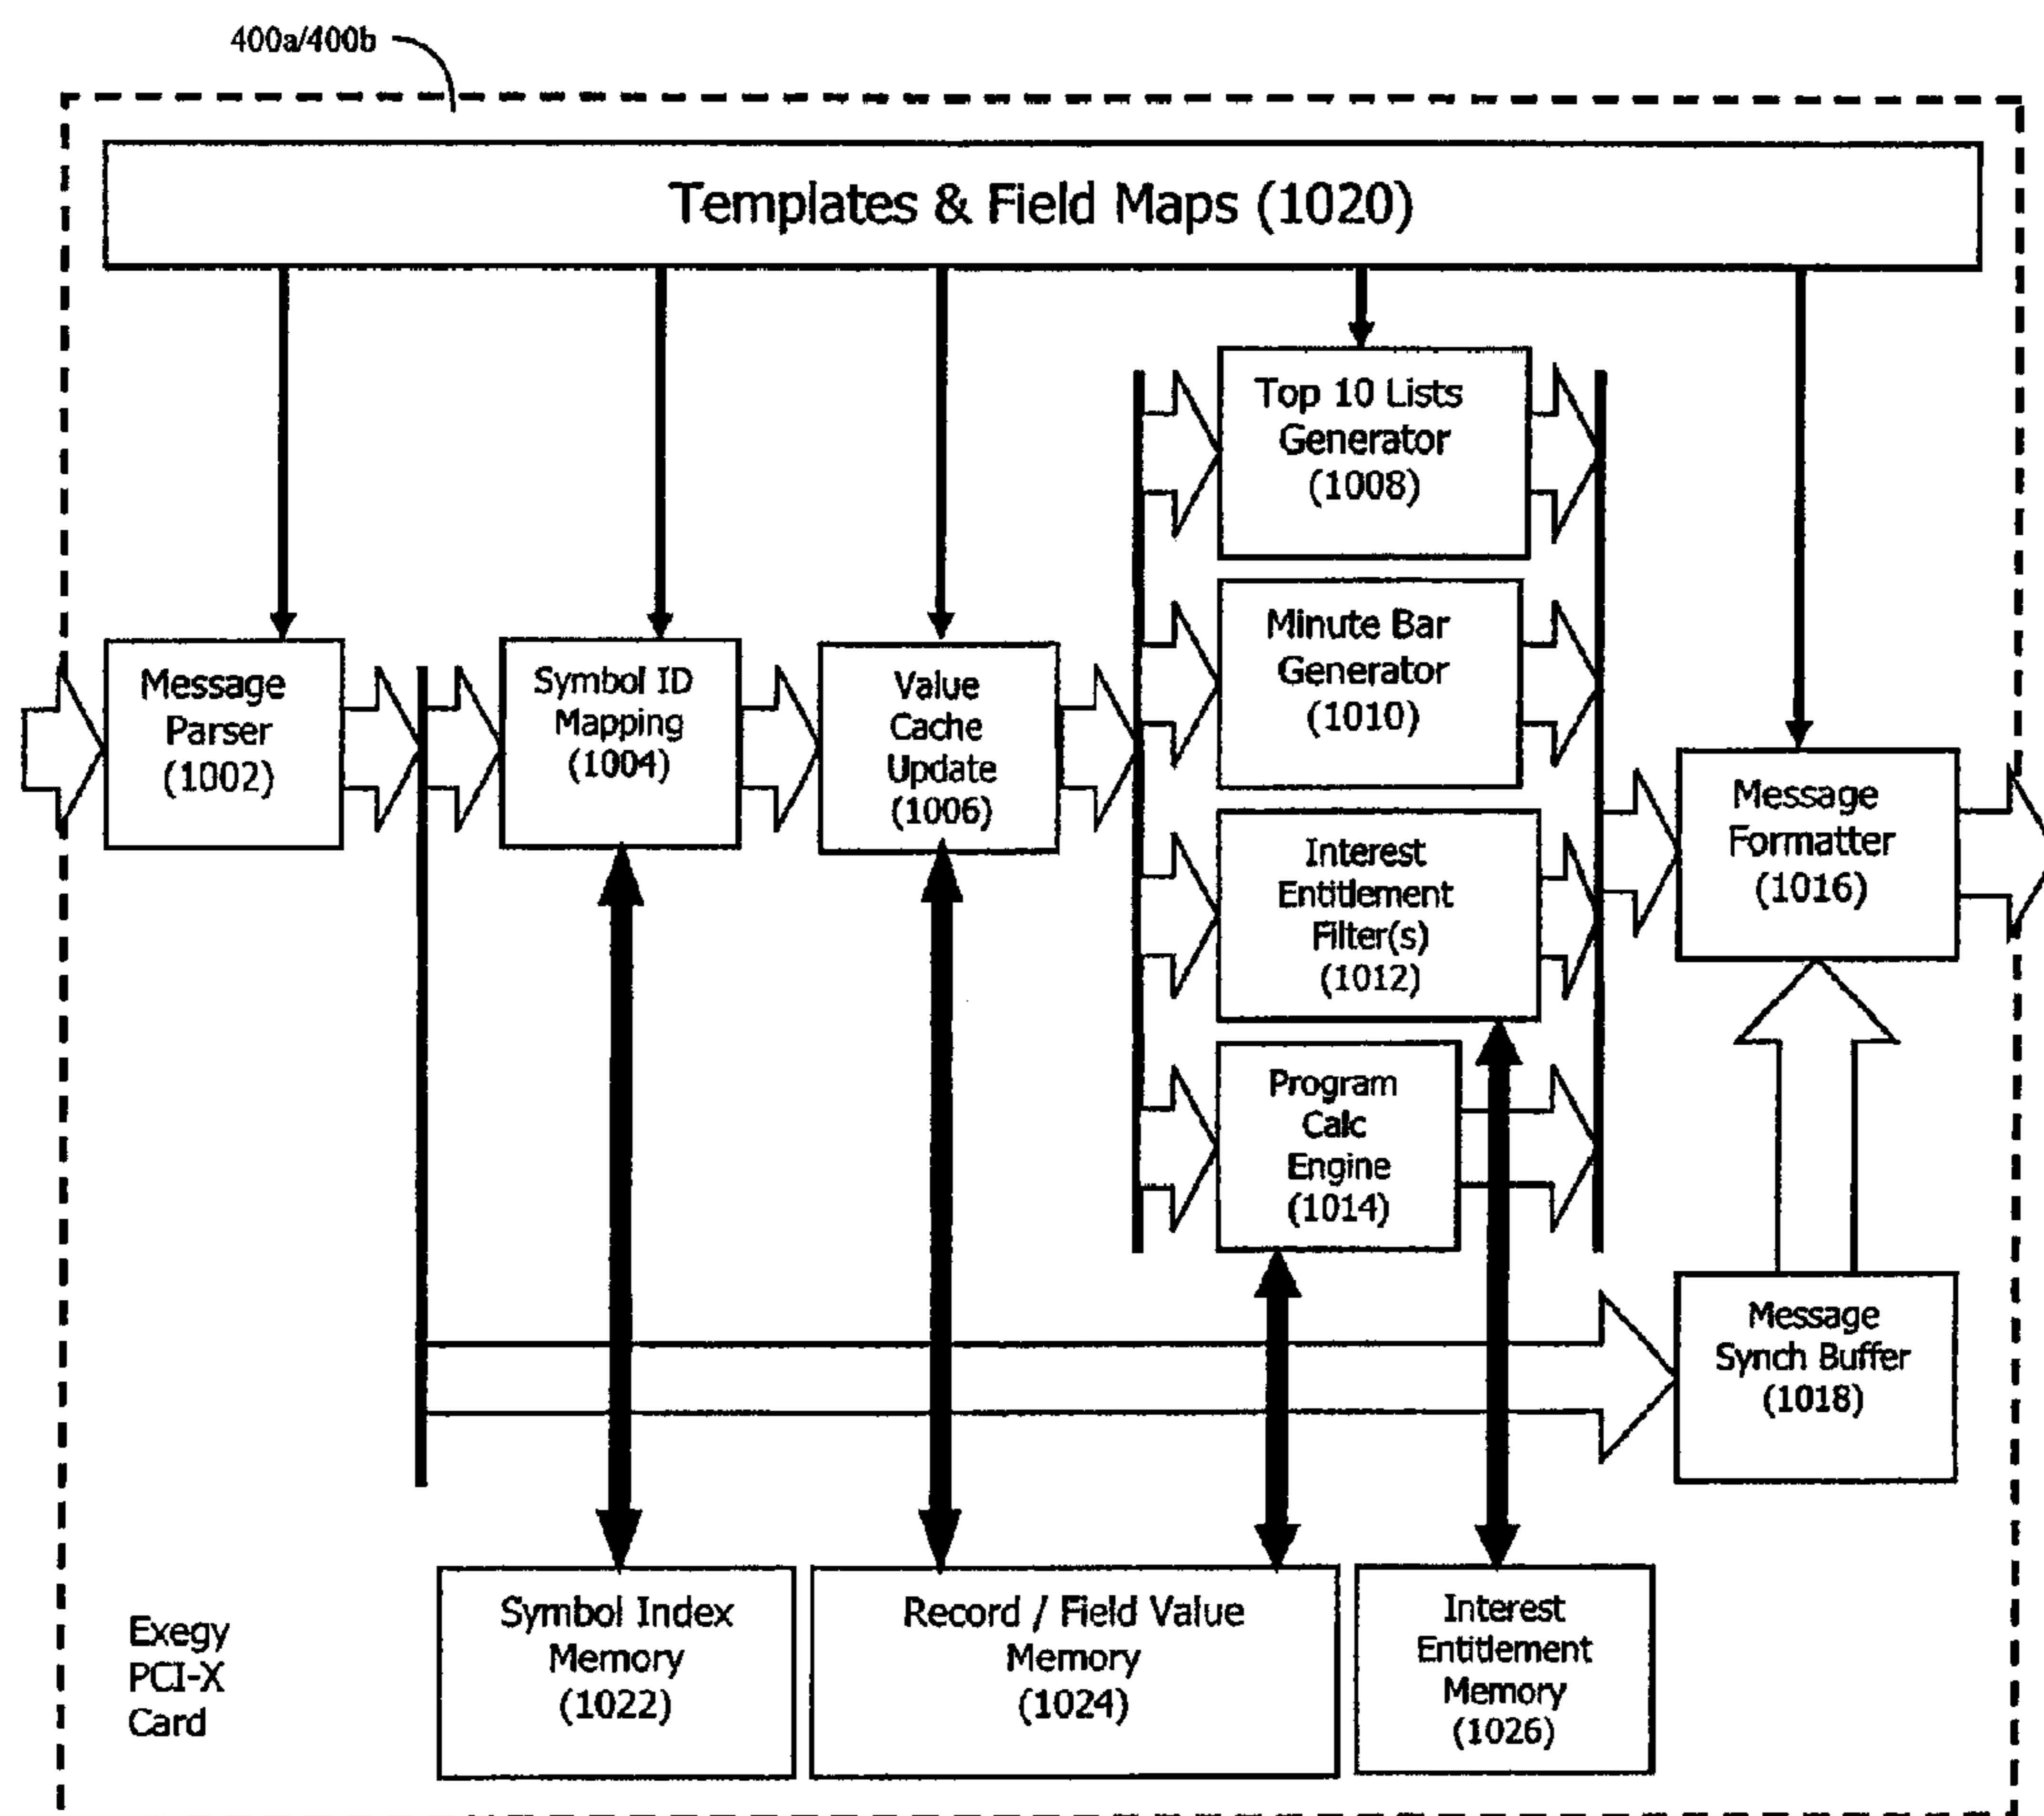 400a/400b
Templates & Field Maps (1020)
Top 10 Lists
Generator
(1008)
Minute Bar
Generator
(1010)
Message
Parser
(1002)
Symbol ID
Mapping
(1004)
Value
Cache
Update
(1006)
Interest
Entitlement
Filter(s)
(1012)
Message
Formatter
(1016)
Program
Calc
Engine
(1014)
Message
Synch Buffer
(1018)
Exegy
PCI-X
Card
Symbol Index
Memory
(1022)
Record / Field Value
Memory
(1024)
Interest
Entitlement
Memory
(1026)